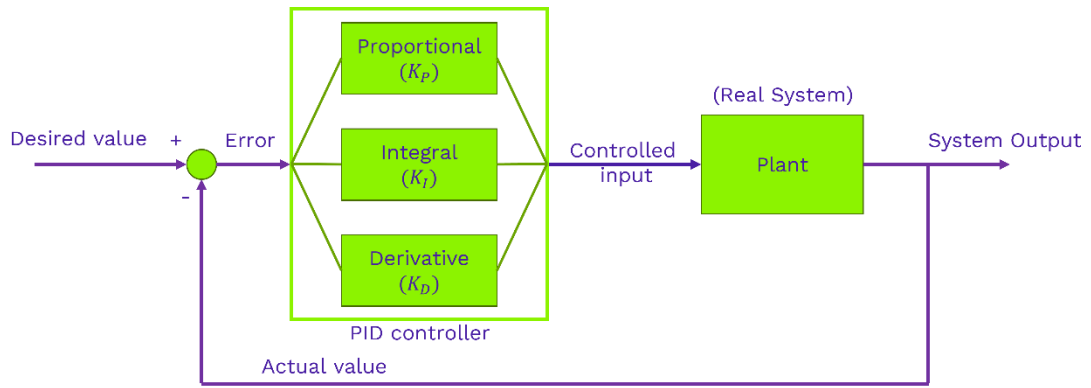 Desired value
+
-
Error
Proportional
(K_P)
Integral
(K_I)
Derivative
(K_D)
PID controller
Controlled
input
(Real System)
Plant
System Output
Actual value